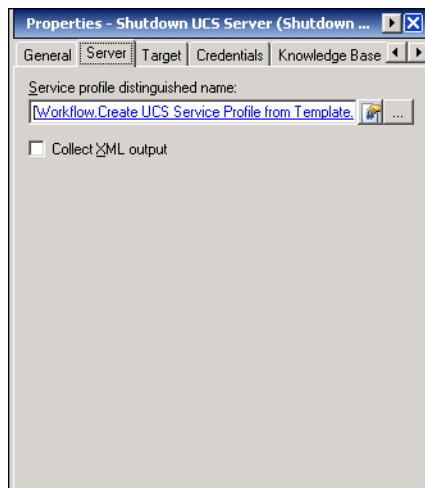 Properties - Shutdown UCS Server (Shutdown ...
General Server Target Credentials Knowledge Base
Service profile distinguished name:
[Workflow.Create UCS Service Profile from Template. ...
Collect XML output